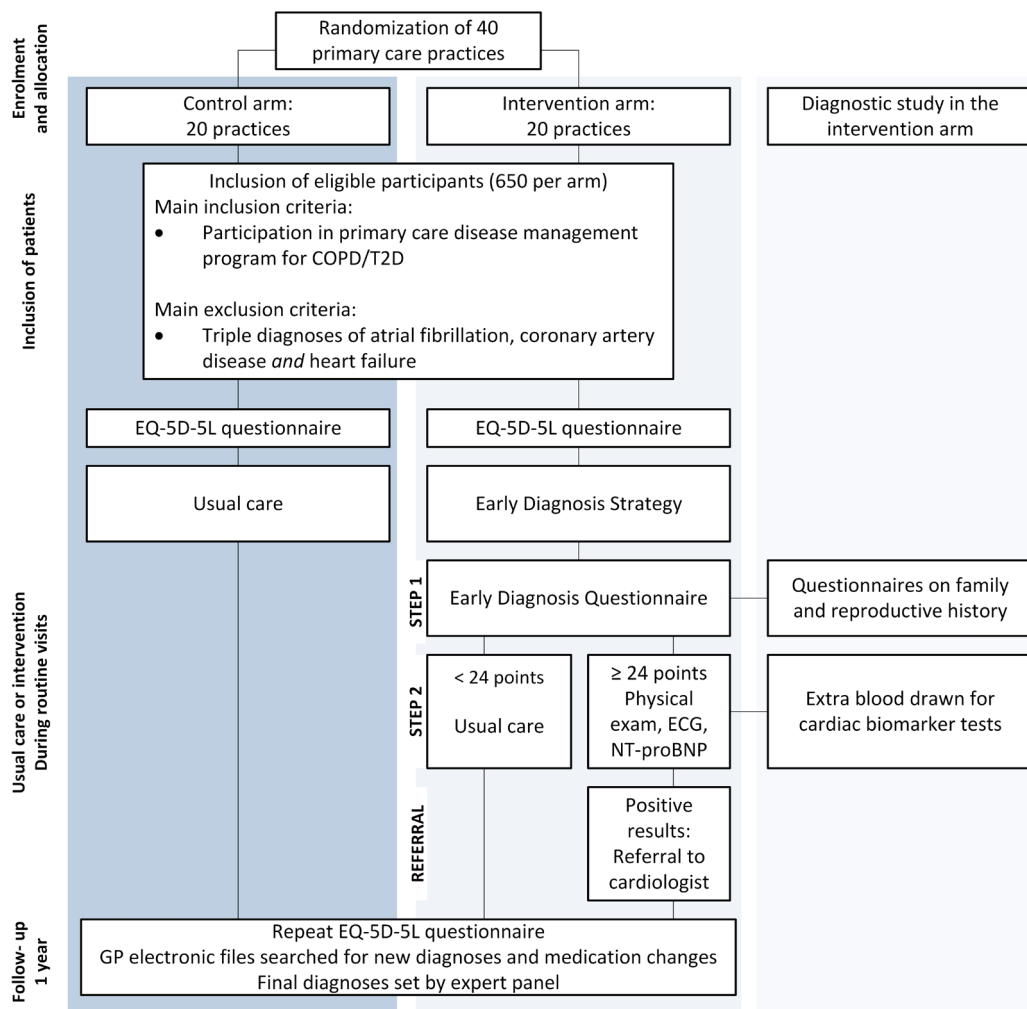 Enrolment
and allocation
Randomization of 40
primary care practices
Control arm:
20 practices
Intervention arm:
20 practices
Diagnostic study in the
intervention arm
Inclusion of patients
Inclusion of eligible participants (650 per arm)
Main inclusion criteria:
• Participation in primary care disease management
program for COPD/T2D
Main exclusion criteria:
• Triple diagnoses of atrial fibrillation, coronary artery
disease and heart failure
EQ-5D-5L questionnaire
EQ-5D-5L questionnaire
Usual care or intervention
During routine visits
Usual care
Early Diagnosis Strategy
STEP 1
Early Diagnosis Questionnaire
Questionnaires on family
and reproductive history
STEP 2
< 24 points
Usual care
≥ 24 points
Physical
exam, ECG,
NT-proBNP
Extra blood drawn for
cardiac biomarker tests
REFERRAL
Positive
results:
Referral to
cardiologist
Follow- up
1 year
Repeat EQ-5D-5L questionnaire
GP electronic files searched for new diagnoses and medication changes
Final diagnoses set by expert panel